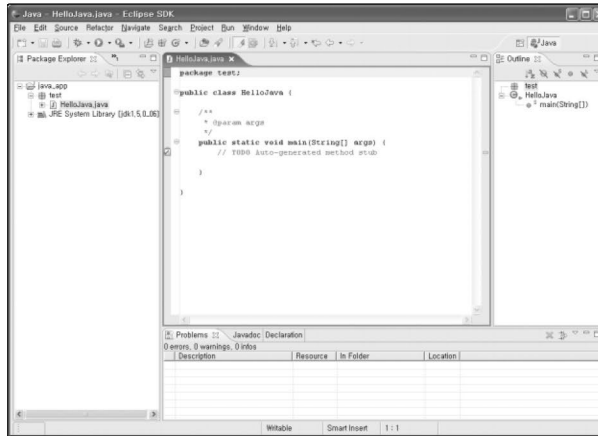 Java - HelloJava.java - Eclipse SDK
File Edit Source Refactor Navigate Search Project Run Window Help
Java
Package Explorer
HelloJava.java
Outline
java_app
test
HelloJava.java
JRE System Library [jdk1.5.0_06]
package test;
public class HelloJava {
/**
* @param args
*/
public static void main(String[] args) {
// TODO Auto-generated method stub
}
}
test
HelloJava
main(String[])
Problems Javadoc Declaration
0 errors, 0 warnings, 0 infos
Description Resource In Folder Location
Writable Smart Insert 1 : 1